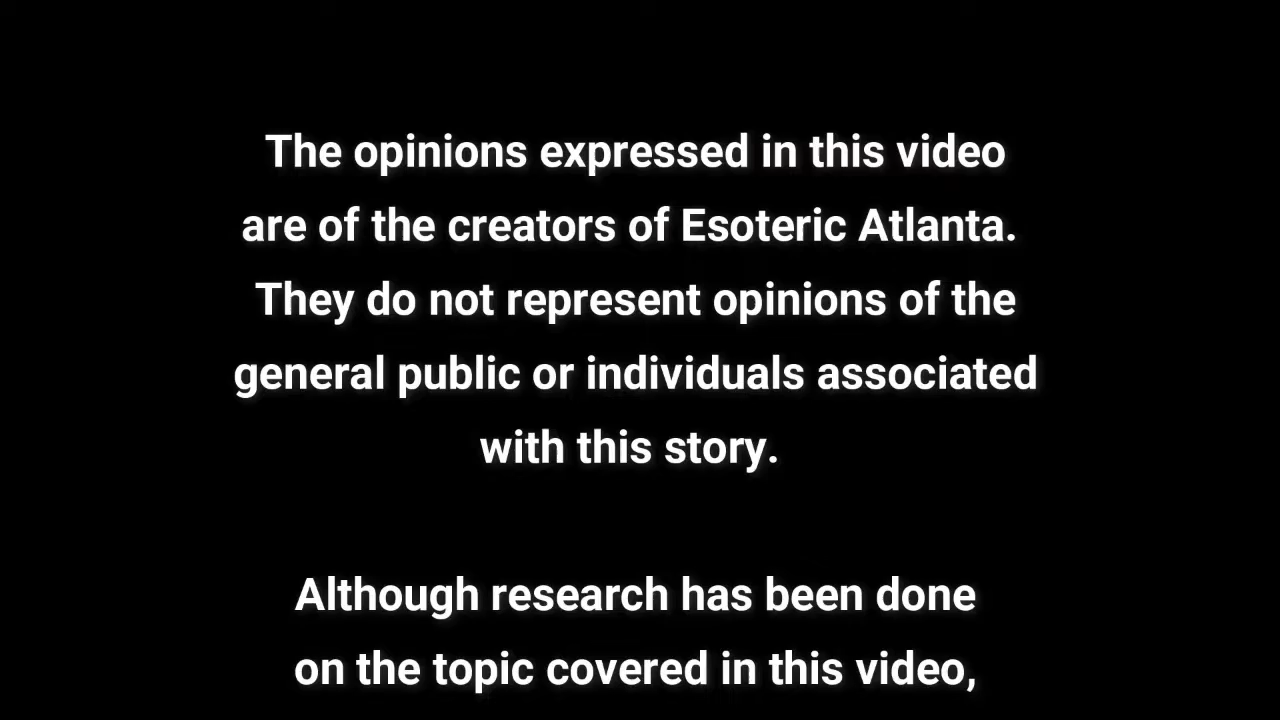 The opinions expressed in this video
are of the creators of Esoteric Atlanta.
They do not represent opinions of the
general public or individuals associated
with this story.
Although research has been done
on the topic covered in this video,